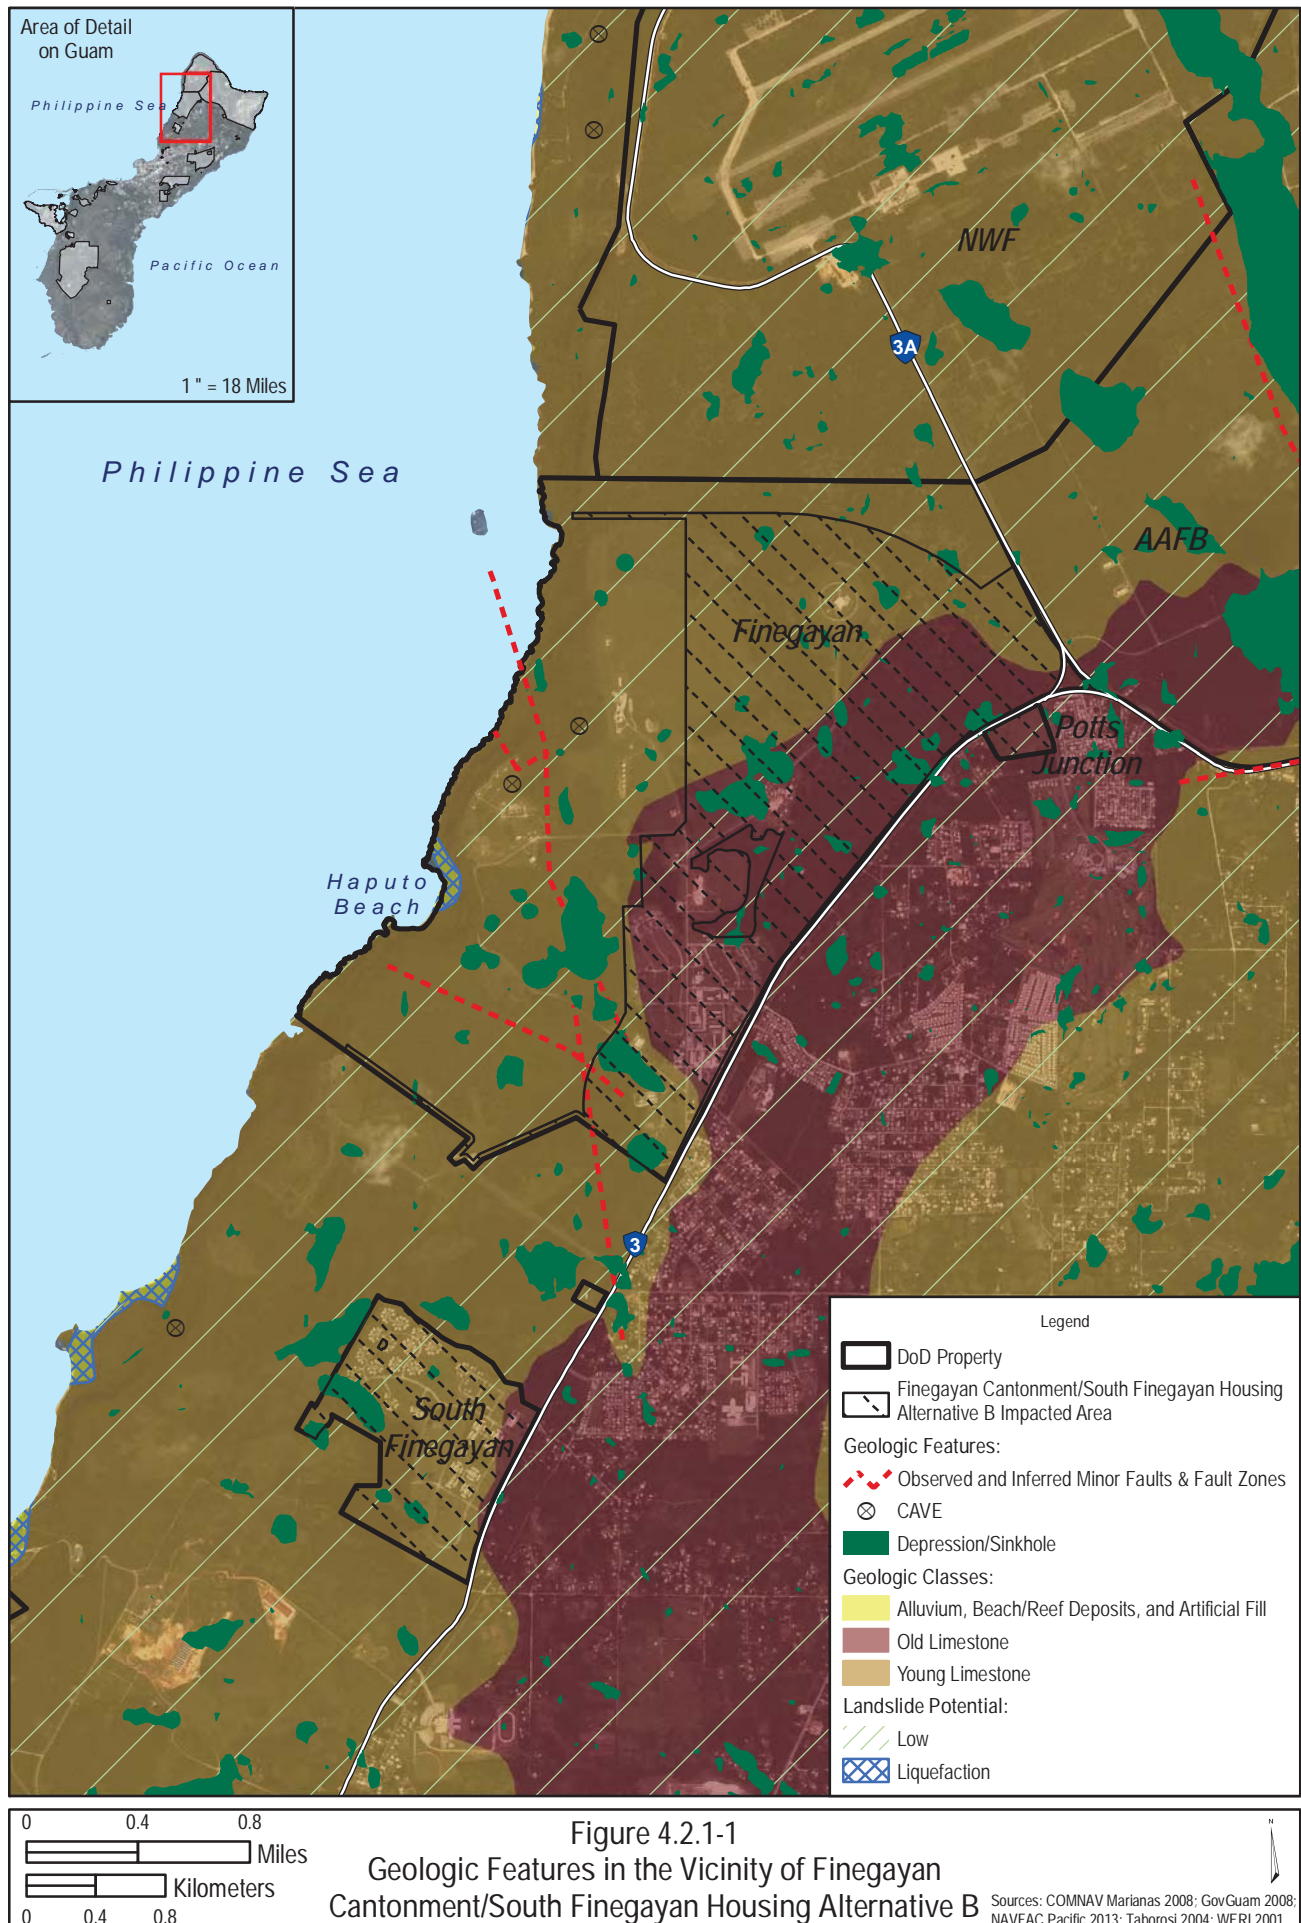 Area of Detail
on Guam
Philippine Sea
Pacific Ocean
1 " = 18 Miles
NWF
3A
Philippine Sea
AAFB
Finegayan
Potts
Junction
Haputo
Beach
3
South
Finegayan
Legend
DoD Property
Finegayan Cantonment/South Finegayan Housing
Alternative B Impacted Area
Geologic Features:
Observed and Inferred Minor Faults & Fault Zones
CAVE
Depression/Sinkhole
Geologic Classes:
Alluvium, Beach/Reef Deposits, and Artificial Fill
Old Limestone
Young Limestone
Landslide Potential:
Low
Liquefaction
0 0.4 0.8
Miles
Kilometers
0 0.4 0.8
Figure 4.2.1-1
Geologic Features in the Vicinity of Finegayan
Cantonment/South Finegayan Housing Alternative B
N
Sources: COMNAV Marianas 2008; GovGuam 2008;
NAVFAC Pacific 2013; Taborosi 2004; WERI 2001